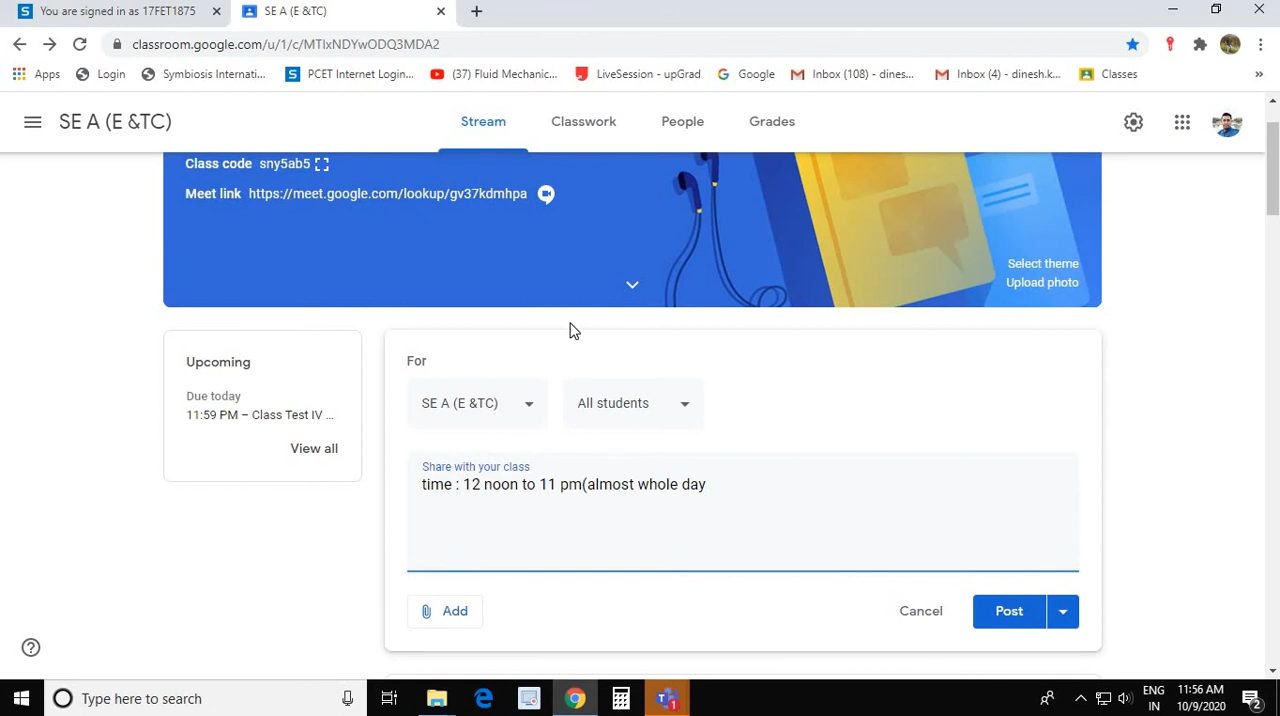 You are signed in as 17FET1875
SE A (E &TC)
classroom.google.com/u/1/c/MTIxNDYwODQ3MDA2
Apps
Login
Symbiosis Internati...
PCET Internet Login...
(37) Fluid Mechanic...
LiveSession - upGrad
Google
Inbox (108) - dines...
Inbox (4) - dinesh.k...
Classes
»
SE A (E &TC)
Stream
Classwork
People
Grades
Class code sny5ab5
Meet link https://meet.google.com/lookup/gv37kdmhpa
Select theme
Upload photo
Upcoming
Due today
11:59 PM – Class Test IV ...
View all
For
SE A (E &TC)
All students
Share with your class
time : 12 noon to 11 pm(almost whole day
Add
Cancel
Post
Type here to search
ENG
IN
11:56 AM
10/9/2020
1
2